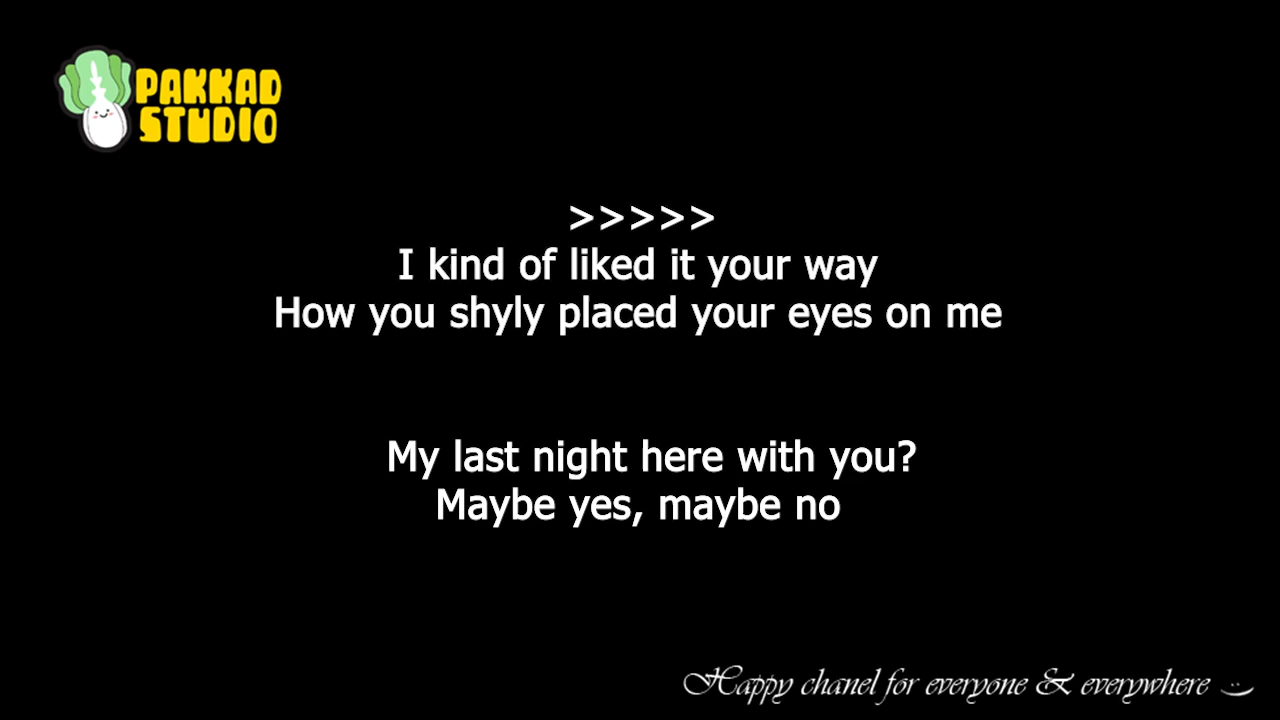 PAKKAD
STUDIO
>>>>>
I kind of liked it your way
How you shyly placed your eyes on me
My last night here with you?
Maybe yes, maybe no
Happy chanel for everyone & everywhere :)